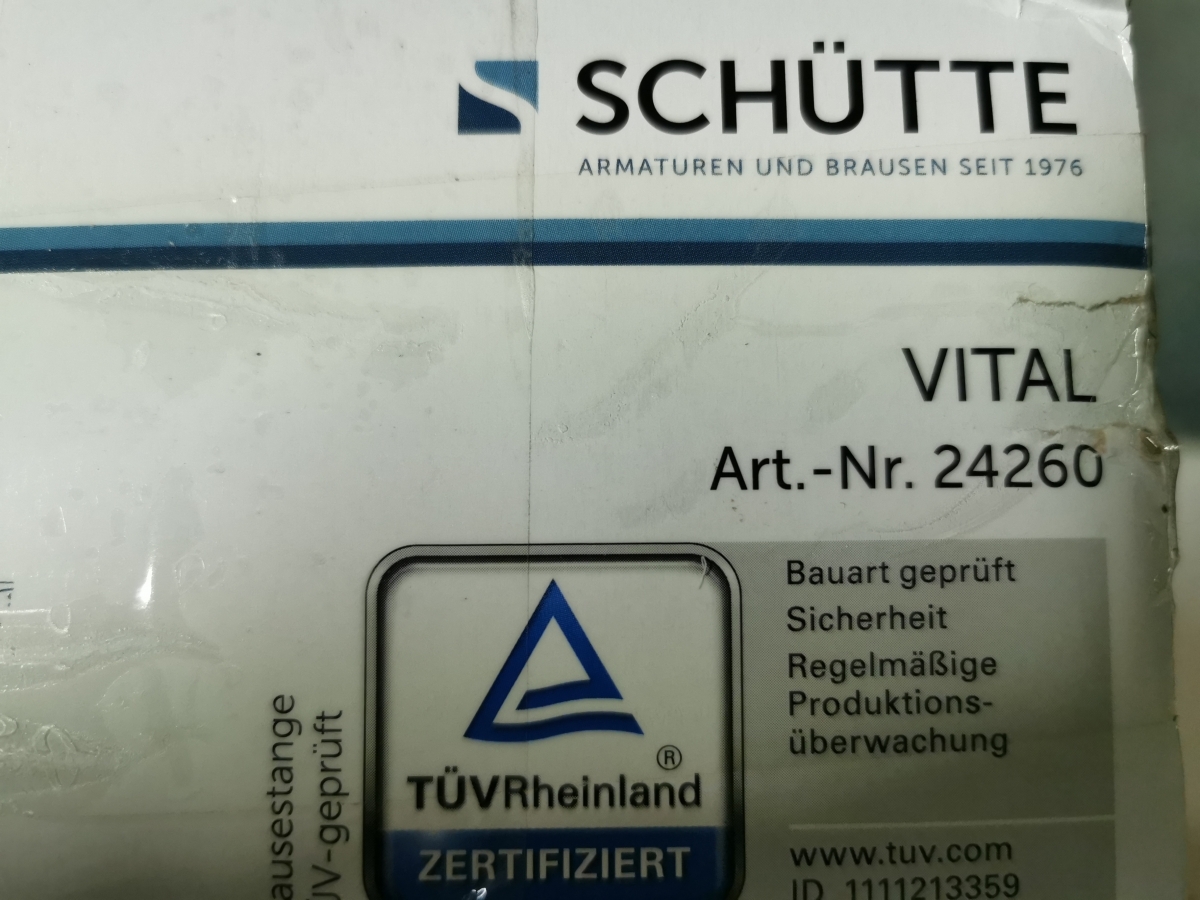 SCHÜTTE
ARMATUREN UND BRAUSEN SEIT 1976
VITAL
Art.-Nr. 24260
Bauart geprüft
Sicherheit
Regelmäßige
Produktions-
überwachung
www.tuv.com
ID 1111213359
®
TÜVRheinland
ZERTIFIZIERT
ausestange
ÜV-geprüft